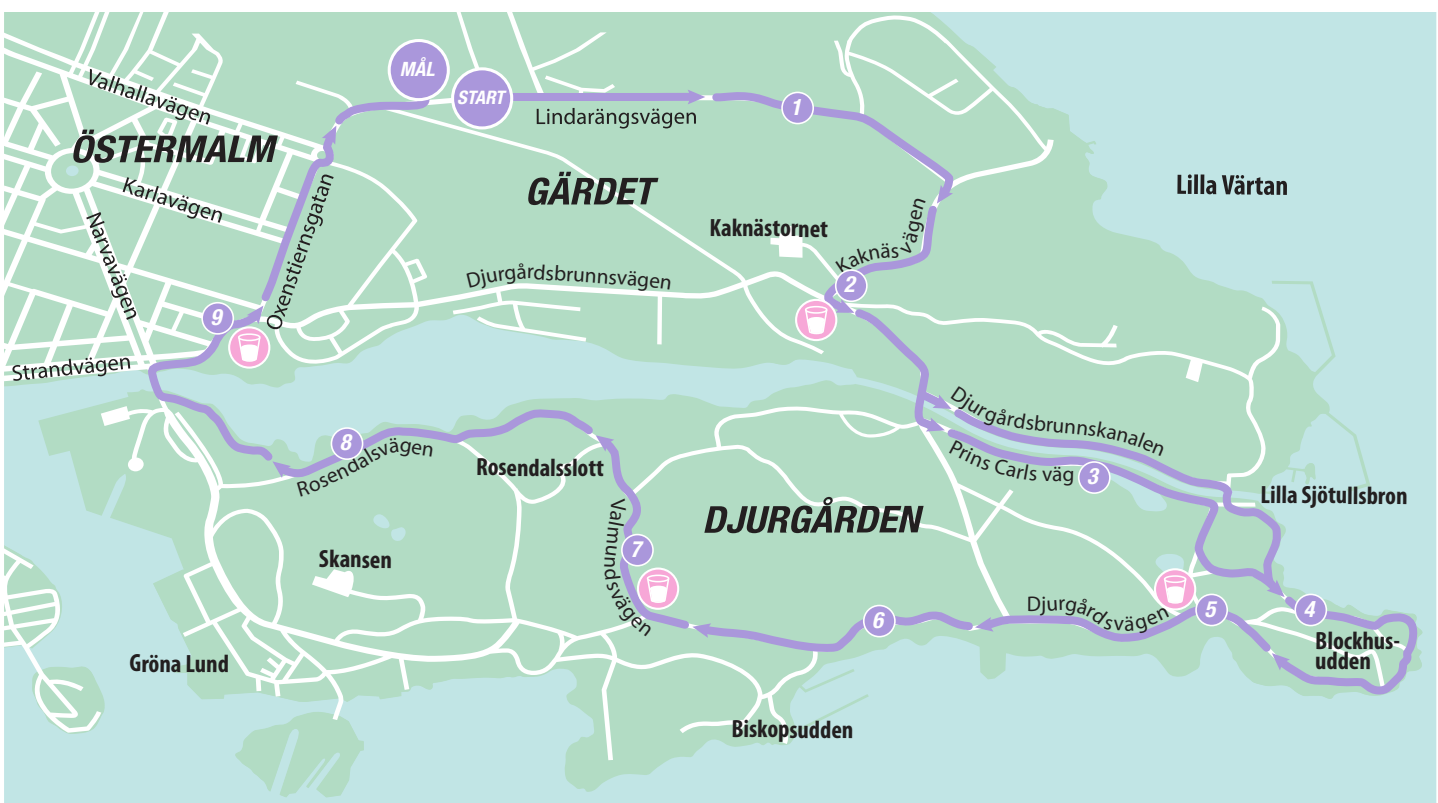 MÅL
START
Valhallavägen
Lindarängsvägen
1
ÖSTERMALM
GÄRDET
Lilla Värtan
Karlavägen
Narvavägen
Oxenstiernsgatan
Kaknästornet
Kaknäsvägen
Djurgårdsbrunnsvägen
2
9
Strandvägen
Djurgårdsbrunnskanalen
8
Rosendalsvägen
Rosendalsslott
Prins Carls väg
3
Lilla Sjötullsbron
DJURGÅRDEN
Valmundsvägen
7
Skansen
Djurgårdsvägen
6
5
4
Blockhus-
udden
Gröna Lund
Biskopsudden